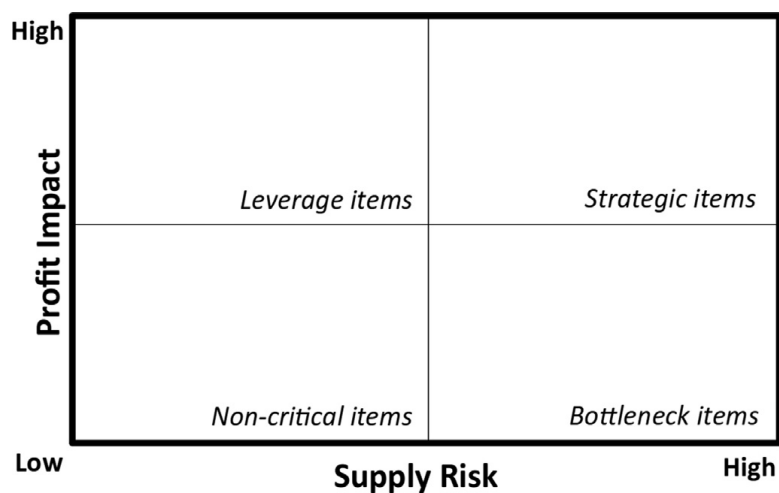 High
Profit Impact
Leverage items
Strategic items
Non-critical items
Bottleneck items
Low
Supply Risk
High